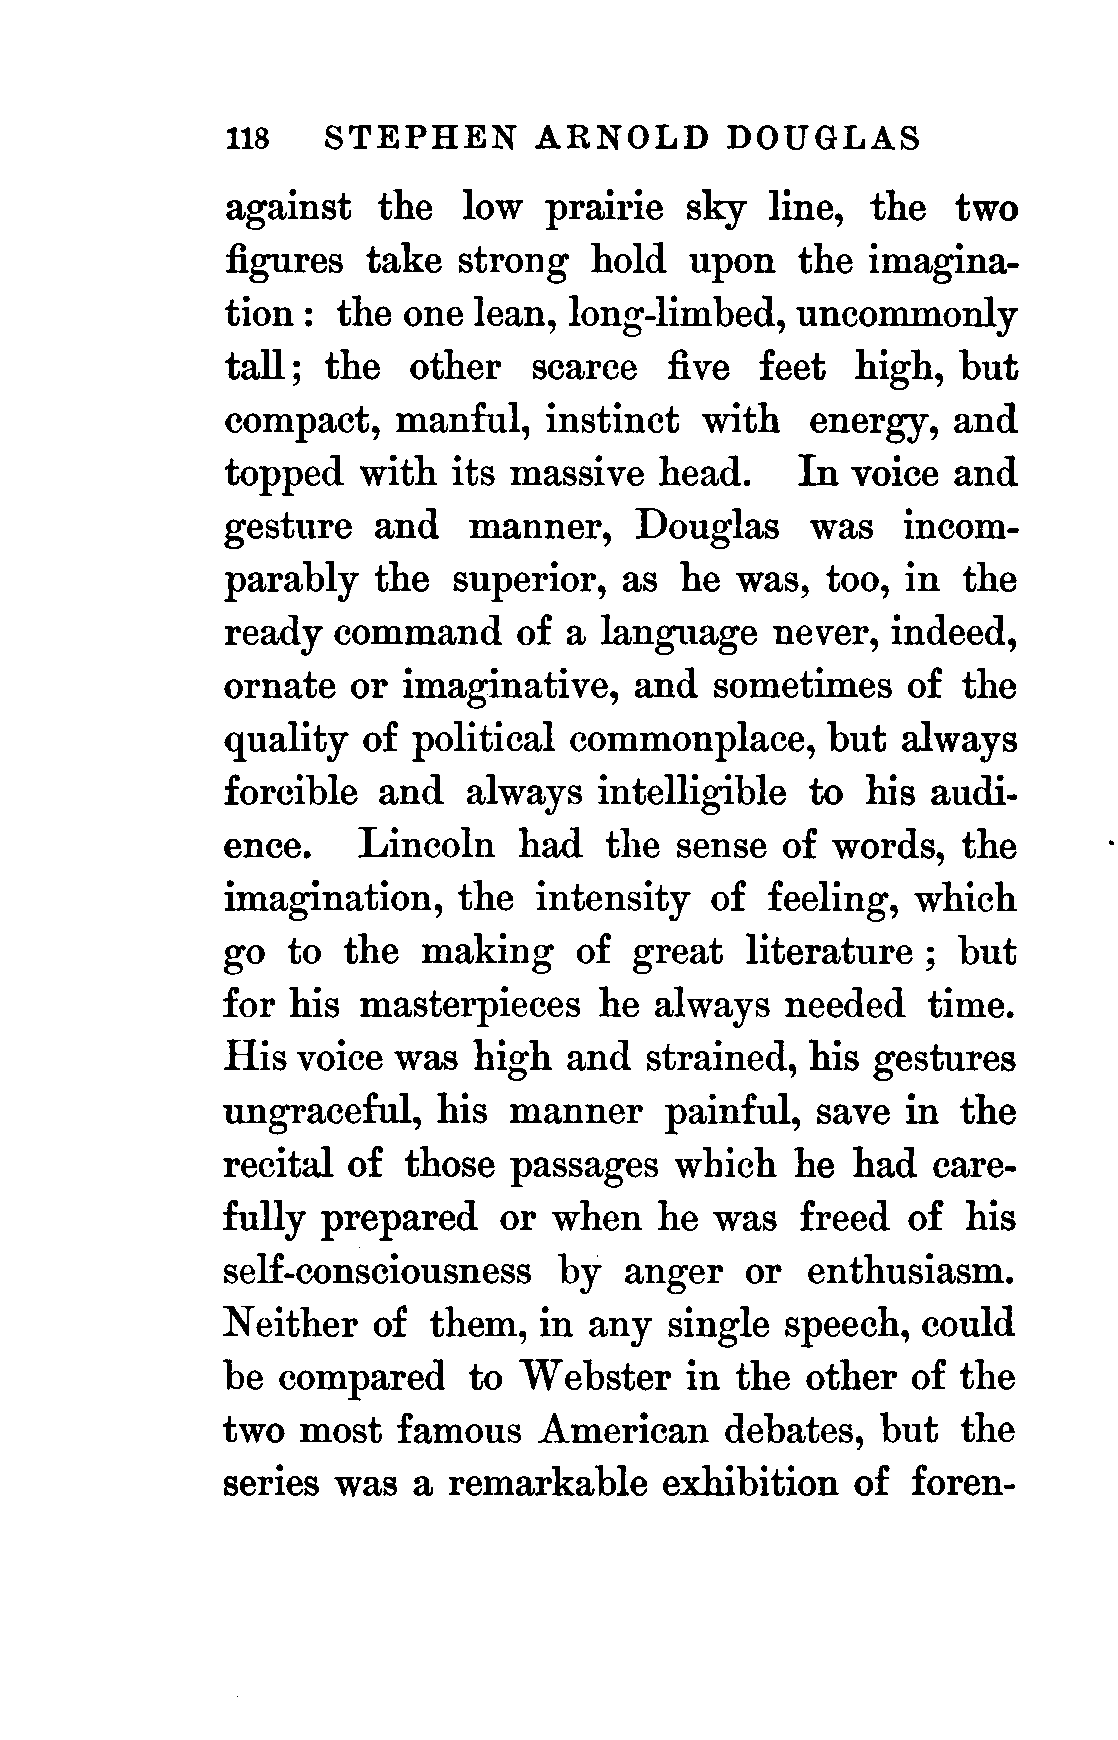 118 STEPHEN ARNOLD DOUGLAS
against the low prairie sky line, the two
figures take strong hold upon the imagina-
tion : the one lean, long-limbed, uncommonly
tall ; the other scarce five feet high, but
compact, manful, instinct with energy, and
topped with its massive head. In voice and
gesture and manner, Douglas was incom-
parably the superior, as he was, too, in the
ready command of a language never, indeed,
ornate or imaginative, and sometimes of the
quality of political commonplace, but always
forcible and always intelligible to his audi-
ence. Lincoln had the sense of words, the
imagination, the intensity of feeling, which
go to the making of great literature ; but
for his masterpieces he always needed time.
His voice was high and strained, his gestures
ungraceful, his manner painful, save in the
recital of those passages which he had care-
fully prepared or when he was freed of his
self-consciousness by anger or enthusiasm.
Neither of them, in any single speech, could
be compared to Webster in the other of the
two most famous American debates, but the
series was a remarkable exhibition of foren-